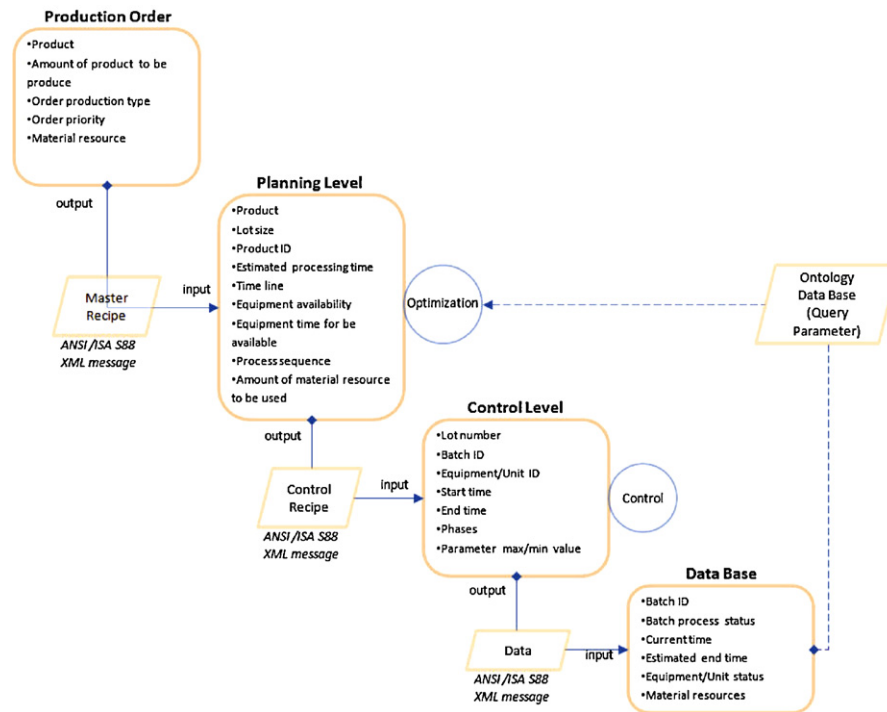 Production Order
•Product
•Amount of product to be
produce
•Order production type
•Order priority
•Material resource
output
Master
Recipe
ANSI/ISA S88
XML message
input
Planning Level
•Product
•Lot size
•Product ID
•Estimated processing time
•Time line
•Equipment availability
•Equipment time for be
available
•Process sequence
•Amount of material resource
to be used
Optimization
Ontology
Data Base
(Query
Parameter)
output
Control
Recipe
ANSI/ISA S88
XML message
input
Control Level
•Lot number
•Batch ID
•Equipment/Unit ID
•Start time
•End time
•Phases
•Parameter max/min value
Control
output
Data
ANSI/ISA S88
XML message
input
Data Base
•Batch ID
•Batch process status
•Current time
•Estimated end time
•Equipment/Unit status
•Material resources